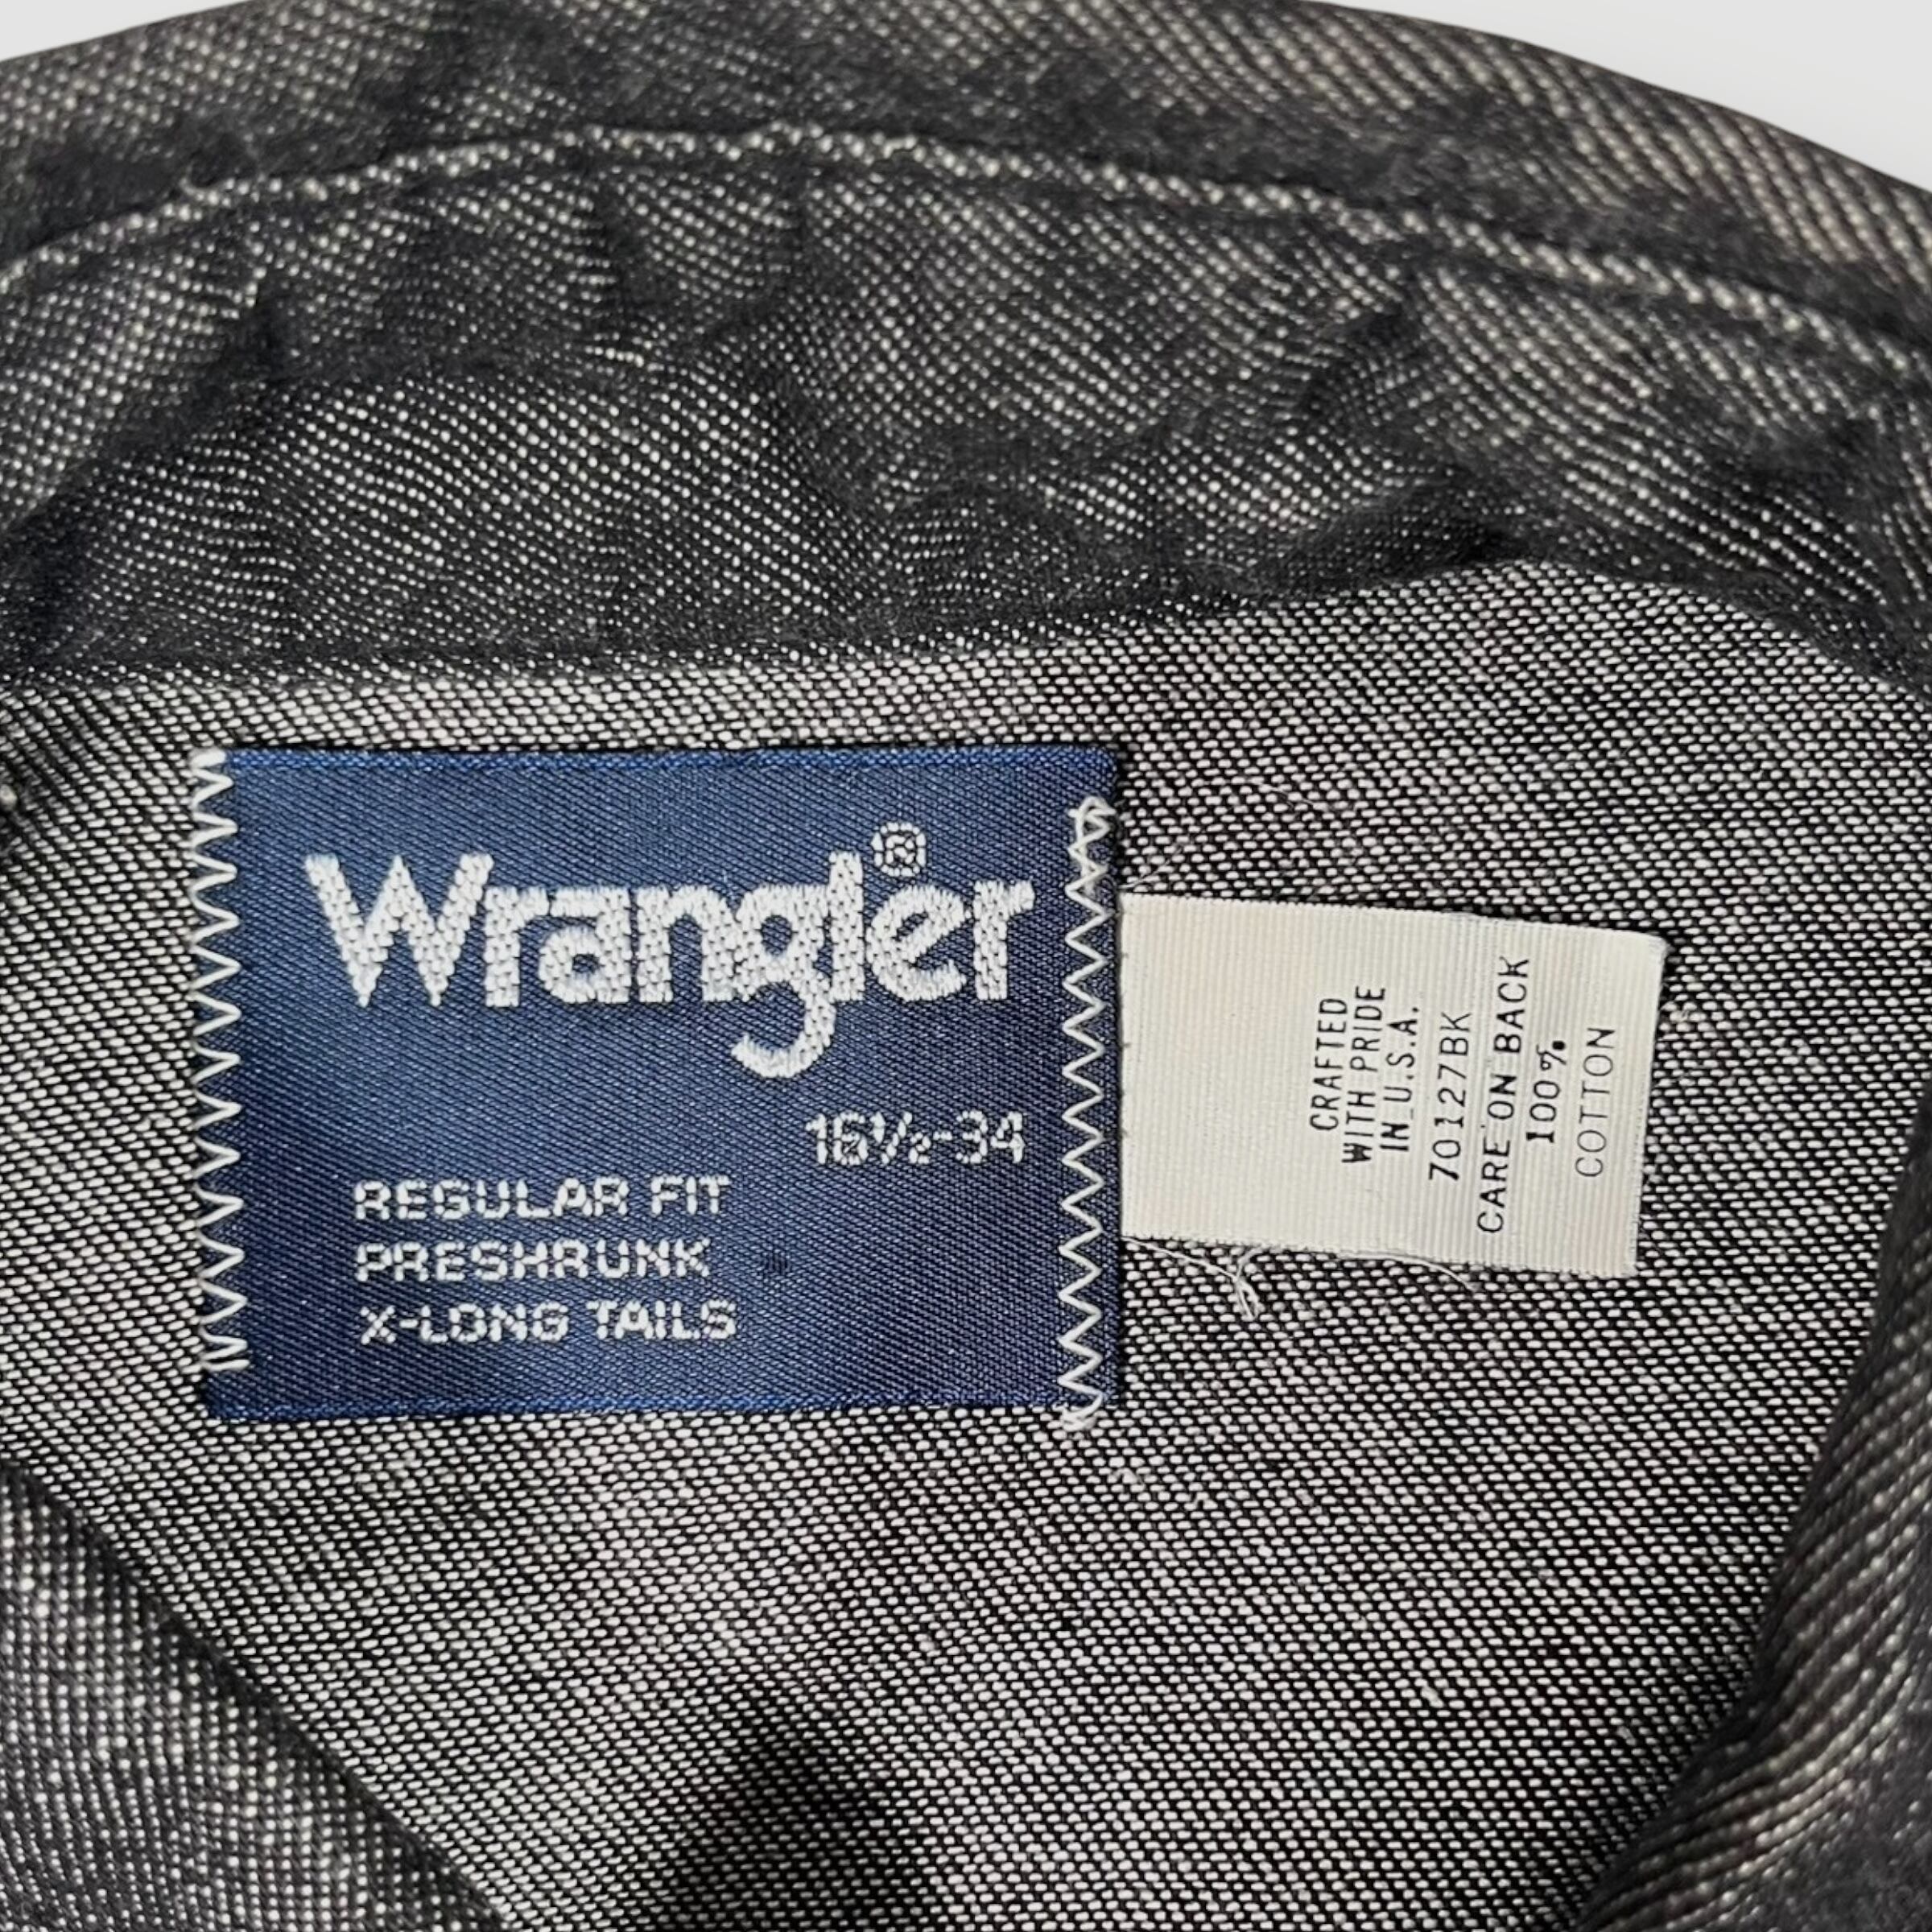 Wrangler®
16½-34
REGULAR FIT
PRESHRUNK
X-LONG TAILS
CRAFTED
WITH PRIDE
IN U.S.A.
70127BK
CARE ON BACK
100%
COTTON